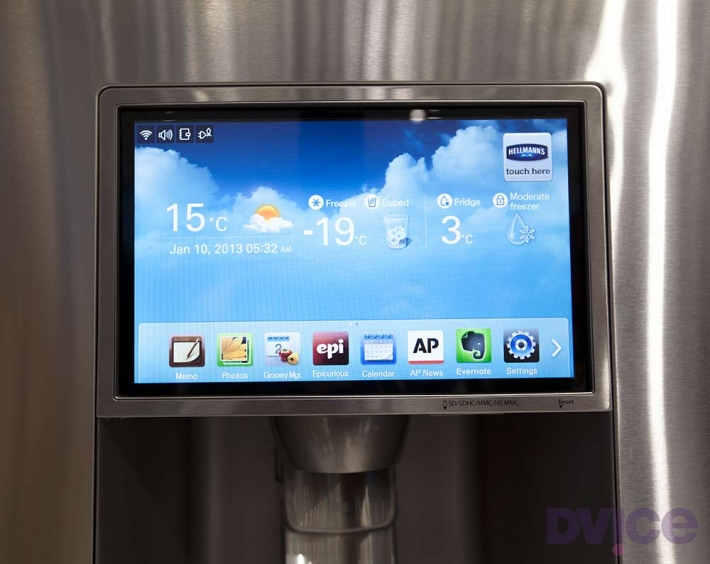 HELLMANN'S
touch here
15°C
Jan 10, 2013 05:32 AM
Freezer
-19°C
Cubed
Fridge
3°C
Moderate
freezer
epi
AP
Memo
Photos
Grocery Mgr.
Epicurious
Calendar
AP News
Evernote
Settings
SD/SDHC/MMC/HS MMC
Reset
DVICE